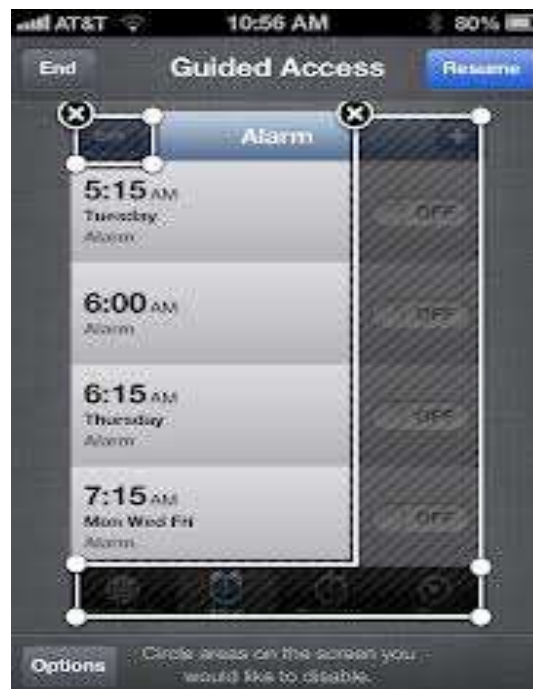 AT&T 10:56 AM 80%
End Guided Access Resume
Alarm +
5:15 AM
Tuesday
Alarm
OFF
6:00 AM
Alarm
OFF
6:15 AM
Thursday
Alarm
OFF
7:15 AM
Mon Wed Fri
Alarm
OFF
Options
Circle areas on the screen you
would like to disable.